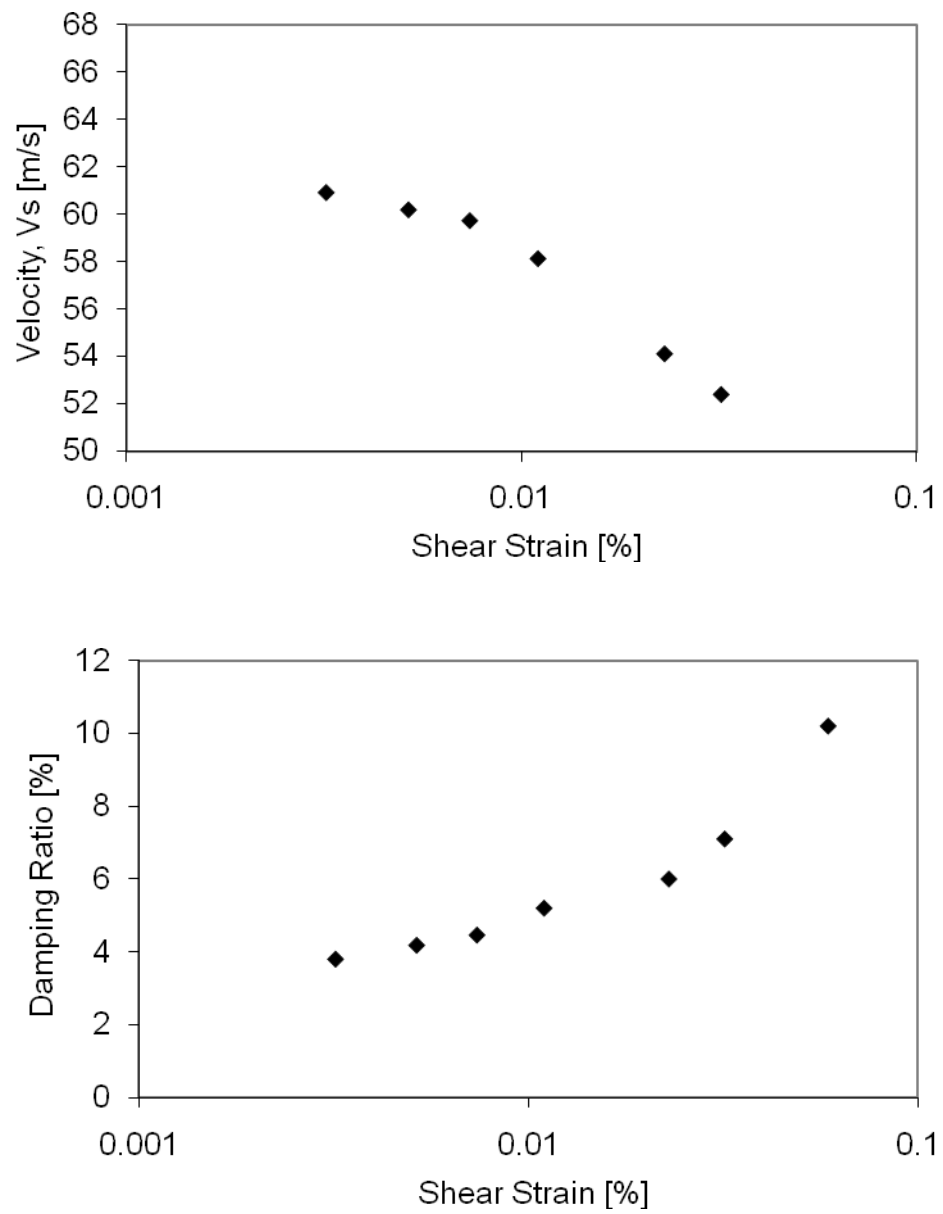 68
66
64
62
60
58
56
54
52
50
Velocity, Vs [m/s]
0.001 0.01 0.1
Shear Strain [%]
12
10
8
6
4
2
0
Damping Ratio [%]
0.001 0.01 0.1
Shear Strain [%]